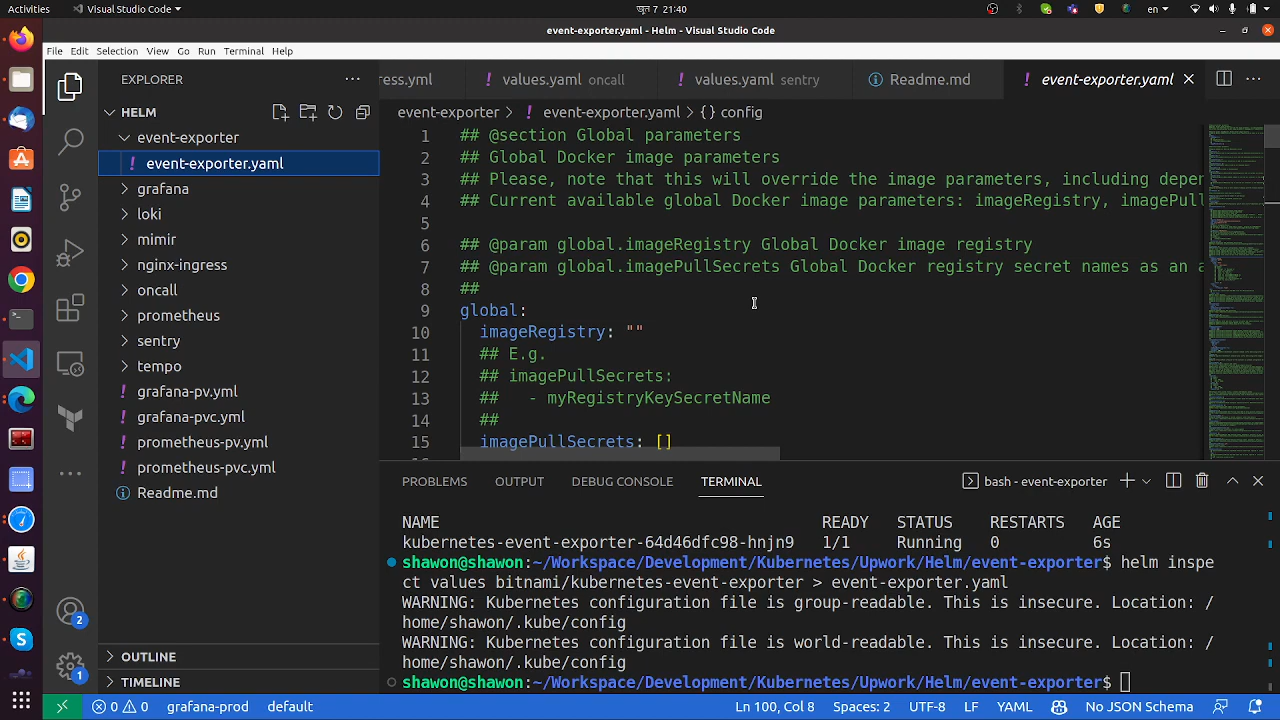 Activities
Visual Studio Code
জুন 7 21:40
en
event-exporter.yaml - Helm - Visual Studio Code
File Edit Selection View Go Run Terminal Help
EXPLORER
ress.yml
! values.yaml oncall
! values.yaml sentry
Readme.md
! event-exporter.yaml
HELM
event-exporter > ! event-exporter.yaml > {} config
event-exporter
! event-exporter.yaml
grafana
loki
mimir
nginx-ingress
oncall
prometheus
sentry
tempo
! grafana-pv.yml
! grafana-pvc.yml
! prometheus-pv.yml
! prometheus-pvc.yml
Readme.md
OUTLINE
TIMELINE
1 ## @section Global parameters
2 ## Global Docker image parameters
3 ## Please, note that this will override the image parameters, including depen
4 ## Current available global Docker image parameters: imageRegistry, imagePull
5
6 ## @param global.imageRegistry Global Docker image registry
7 ## @param global.imagePullSecrets Global Docker registry secret names as an a
8 ##
9 global:
10 imageRegistry: ""
11 ## E.g.
12 ## imagePullSecrets:
13 ## myRegistryKeySecretName
14 ##
15 imagePullSecrets: []
PROBLEMS OUTPUT DEBUG CONSOLE TERMINAL
bash - event-exporter
NAME READY STATUS RESTARTS AGE
kubernetes-event-exporter-64d46dfc98-hnjn9 1/1 Running 0 6s
shawon@shawon:~/Workspace/Development/Kubernetes/Upwork/Helm/event-exporter$ helm inspe
ct values bitnami/kubernetes-event-exporter > event-exporter.yaml
WARNING: Kubernetes configuration file is group-readable. This is insecure. Location: /
home/shawon/.kube/config
WARNING: Kubernetes configuration file is world-readable. This is insecure. Location: /
home/shawon/.kube/config
shawon@shawon:~/Workspace/Development/Kubernetes/Upwork/Helm/event-exporter$
2
1
0 0 grafana-prod default
Ln 100, Col 8 Spaces: 2 UTF-8 LF YAML No JSON Schema